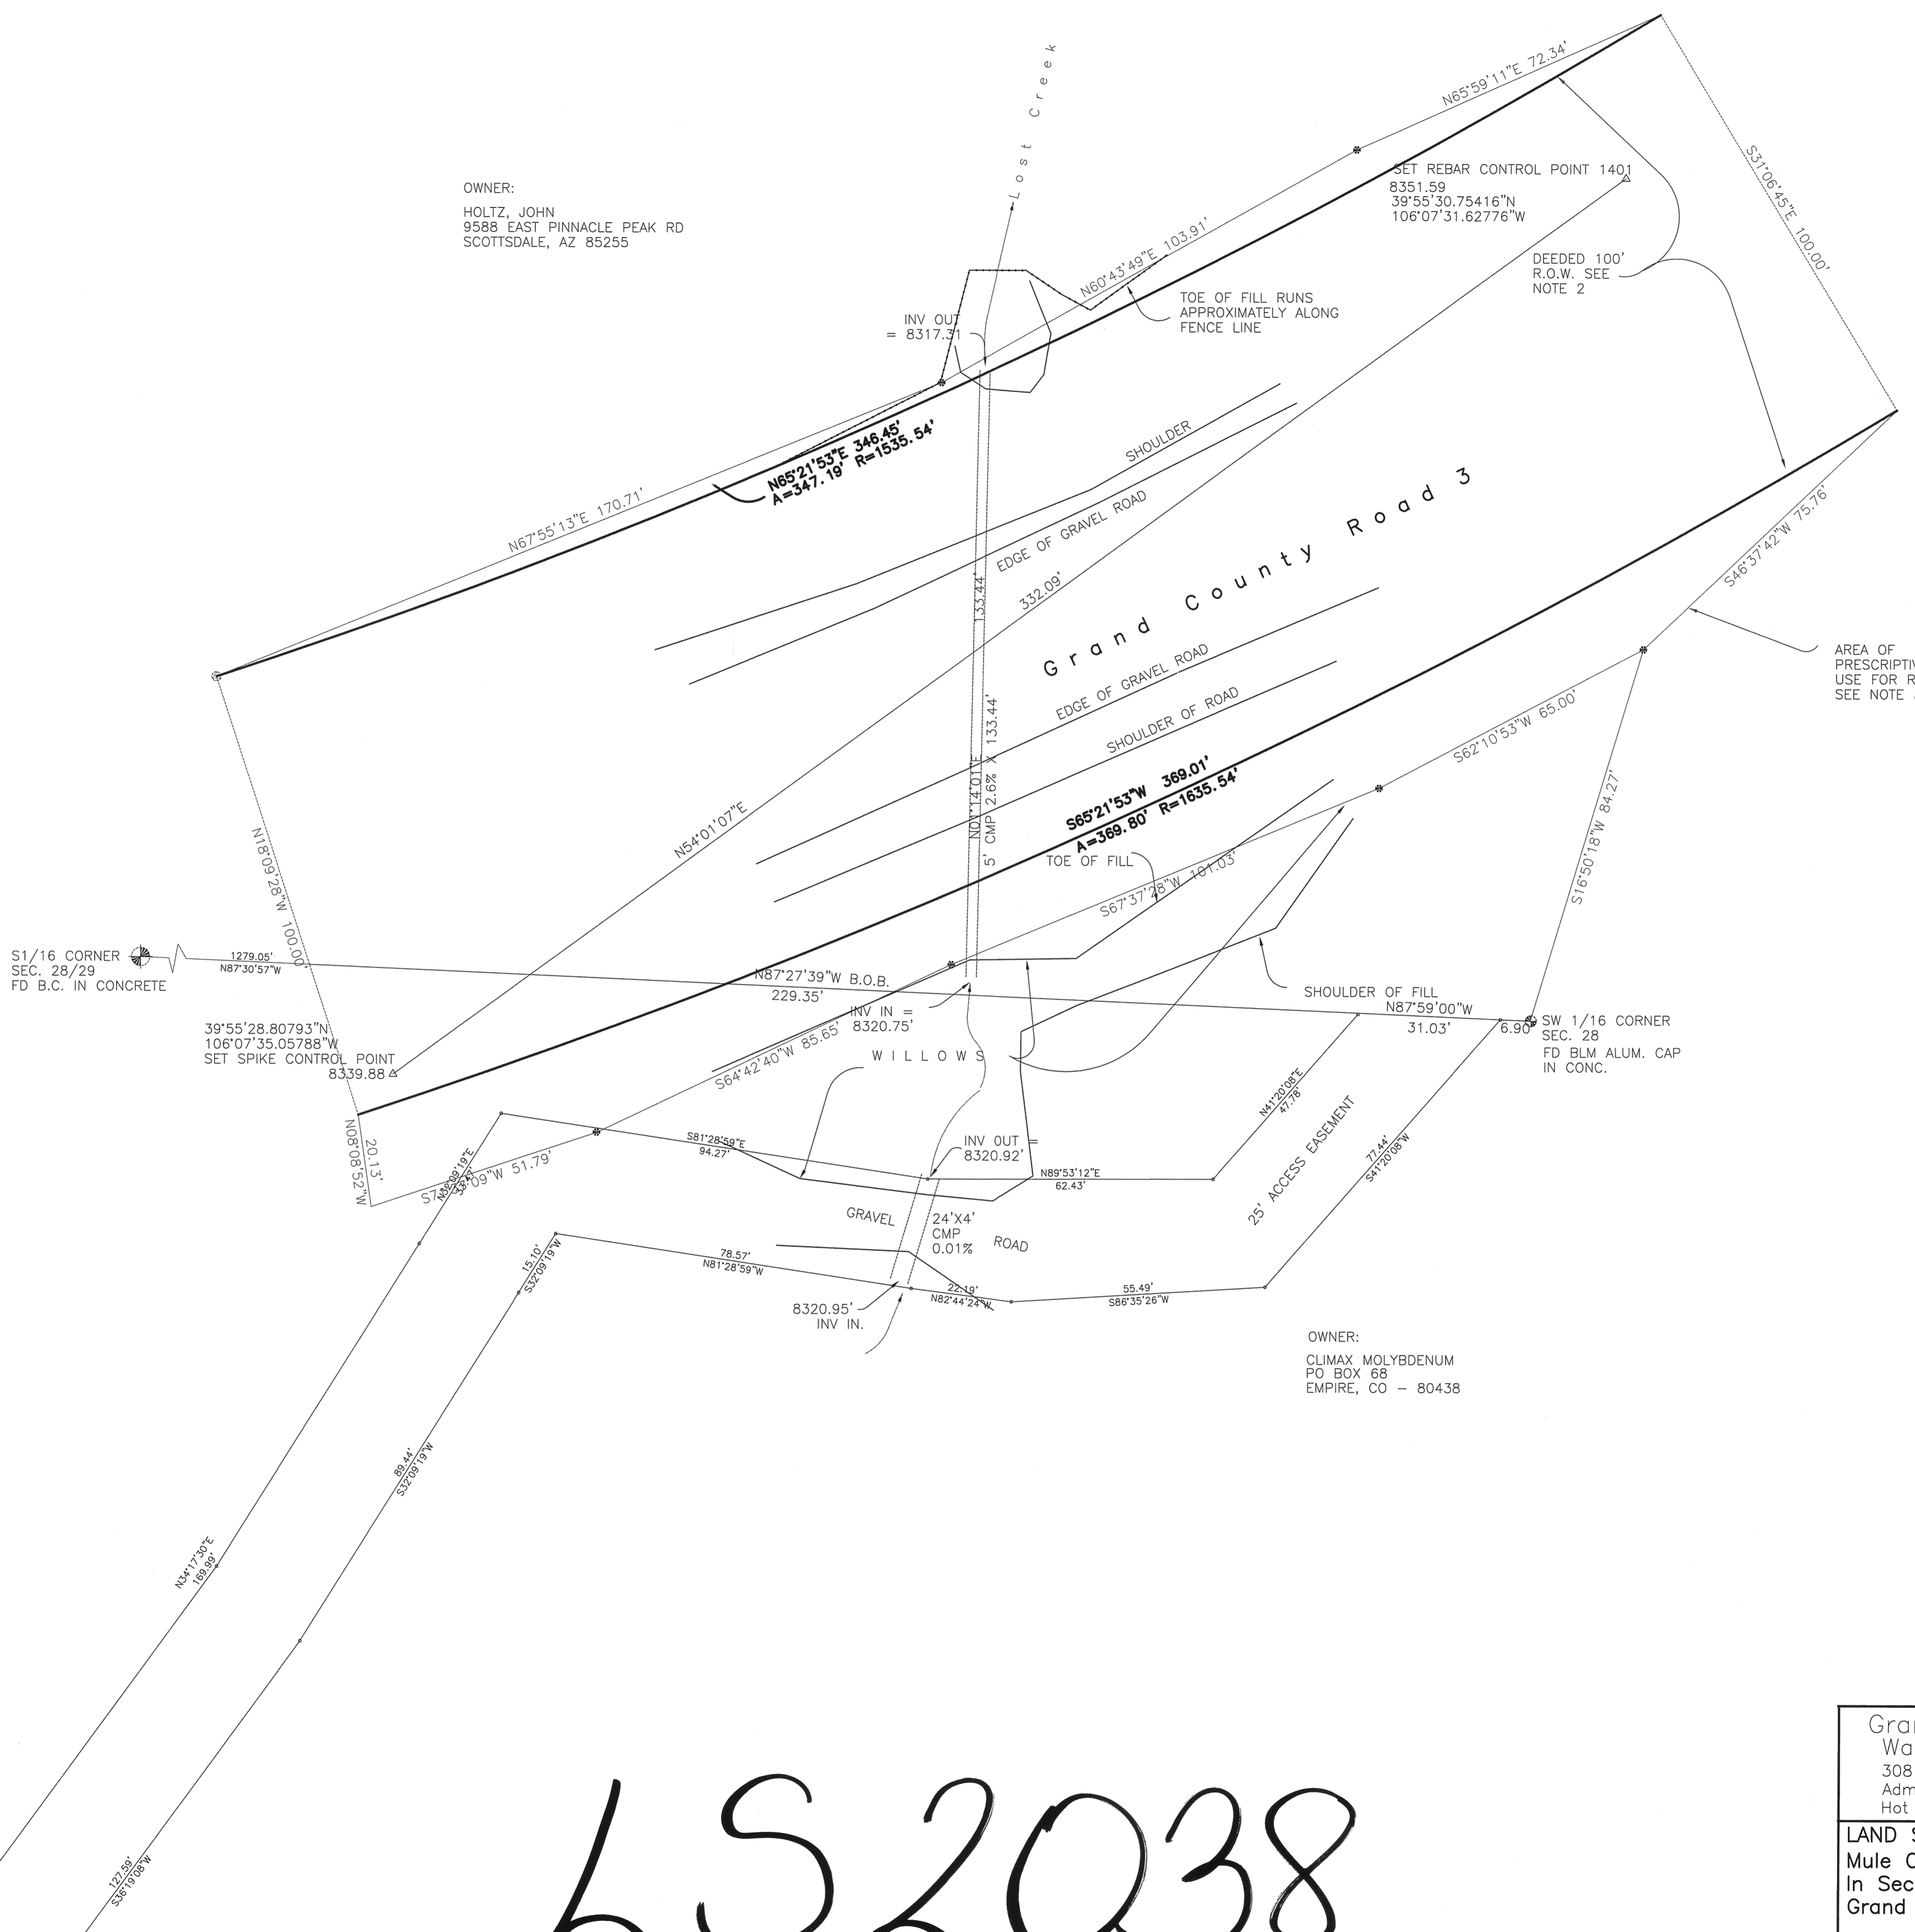 Lost Creek
N65°59'11"E 72.34'
S31°06'45"E 100.00'
OWNER:
HOLTZ, JOHN
9588 EAST PINNACLE PEAK RD
SCOTTSDALE, AZ 85255
SET REBAR CONTROL POINT 1401
8351.59
39°55'30.75416"N
106°07'31.62776"W
N60°43'49"E 103.91'
DEEDED 100'
R.O.W. SEE
NOTE 2
TOE OF FILL RUNS
APPROXIMATELY ALONG
FENCE LINE
INV OUT
= 8317.31
N65°21'53"E 346.45'
A=347.19' R=1535.54'
N67°55'13"E 170.71'
SHOULDER
EDGE OF GRAVEL ROAD
133.44'
332.09'
Grand County Road 3
S46°37'42"W 75.76'
AREA OF
USE FOR
SEE NOTE
EDGE OF GRAVEL ROAD
SHOULDER OF ROAD
S62°10'53"W 65.00'
N01°14'01"E
5' CMP 2.6% X 133.44'
S65°21'53"W 369.01'
A=369.80' R=1635.54'
TOE OF FILL
S67°37'28"W 101.03'
S16°50'18"W 84.27'
N54°01'07"E
N18°09'28"W 100.00'
S1/16 CORNER
SEC. 28/29
FD B.C. IN CONCRETE
1279.05'
N87°30'57"W
N87°27'39"W B.O.B.
229.35'
INV IN =
8320.75'
SHOULDER OF FILL
N87°59'00"W
31.03'
6.90'
SW 1/16 CORNER
SEC. 28
FD BLM ALUM. CAP
IN CONC.
39°55'28.80793"N
106°07'35.05788"W
SET SPIKE CONTROL POINT
8339.88
S64°42'40"W 85.65'
WILLOWS
N41°20'08"E
47.78'
25' ACCESS EASEMENT
77.44'
S41°20'08"W
N08°08'52"W
20.13'
09"W 51.79'
S81°28'59"E
94.27'
INV OUT =
8320.92'
N89°53'12"E
62.43'
GRAVEL ROAD
24'X4'
CMP
0.01%
15.10'
S32°09'19"W
78.57'
N81°28'59"W
8320.95'
INV IN.
22.19'
N82°44'24"W
55.49'
S86°35'26"W
OWNER:
CLIMAX MOLYBDENUM
PO BOX 68
EMPIRE, CO - 80438
89.44'
S32°09'19"W
N34°17'30"E
169.99'
127.59'
S36°19'08"W
LS2038
308
Hot
LAND
Mule
In Sec
Grand